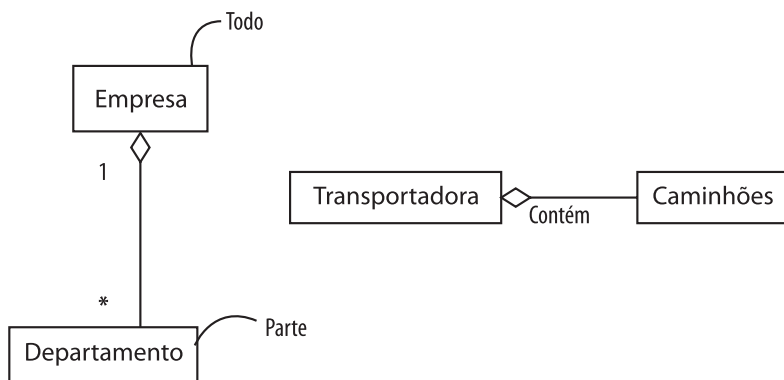 Todo
Empresa
1
Transportadora
Contém
Caminhões
*
Departamento
Parte